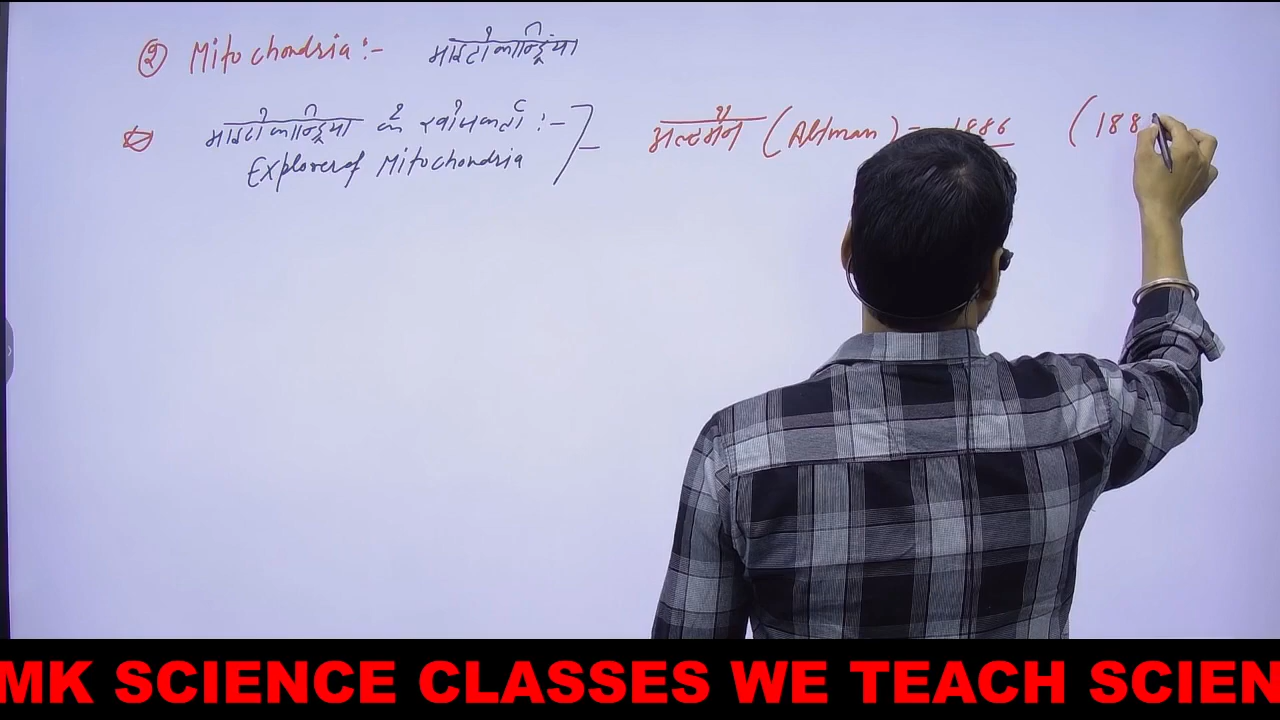 ② Mitochondria :- माइटोकॉन्ड्रिया
माइटोकॉन्ड्रिया के खोजकर्ता :- अल्टमैन (Altman) = 1886 (188
Explorer of Mitochondria
MK SCIENCE CLASSES WE TEACH SCIEN